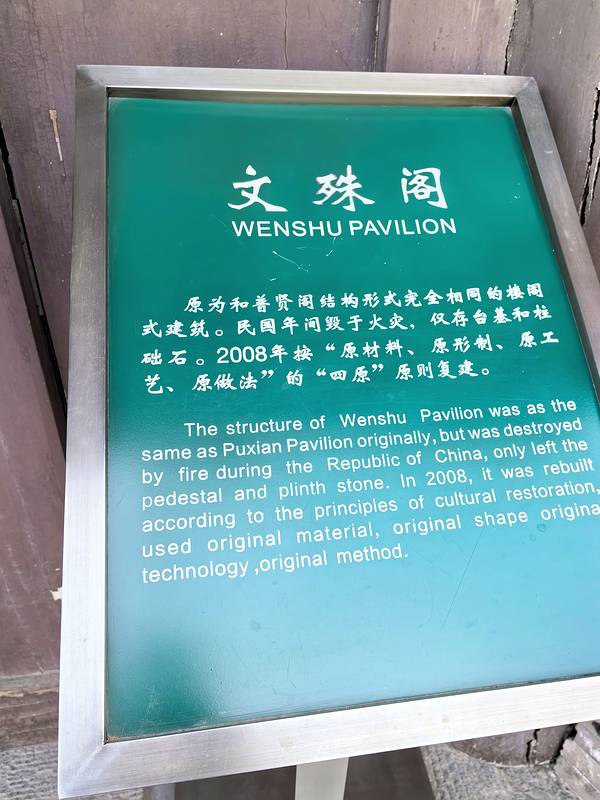 文殊阁
WENSHU PAVILION
原为和普贤阁结构形式完全相同的楼阁
式建筑。民国年间毁于火灾，仅存台基和柱
础石。2008年按“原材料、原形制、原工
艺、原做法”的“四原”原则复建。
The structure of Wenshu Pavilion was as the
same as Puxian Pavilion originally, but was destroyed
by fire during the Republic of China, only left the
pedestal and plinth stone. In 2008, it was rebuilt
according to the principles of cultural restoration,
used original material, original shape origina
technology ,original method.